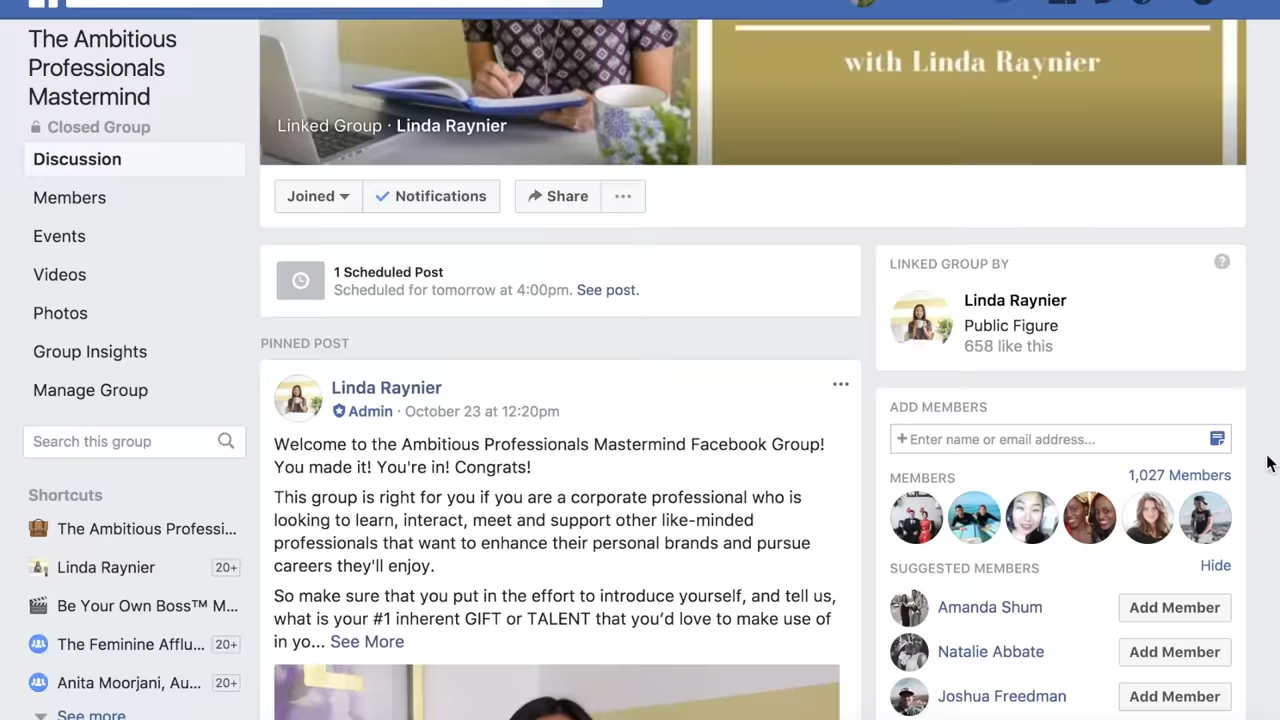 The Ambitious
Professionals
Mastermind
Closed Group
Discussion
Members
Events
Videos
Photos
Group Insights
Manage Group
Search this group
Shortcuts
The Ambitious Professi...
Linda Raynier 20+
Be Your Own Boss™ M...
The Feminine Afflu... 20+
Anita Moorjani, Au... 20+
See more
with Linda Raynier
Linked Group · Linda Raynier
Joined Notifications Share ...
1 Scheduled Post
Scheduled for tomorrow at 4:00pm. See post.
PINNED POST
Linda Raynier
Admin · October 23 at 12:20pm
Welcome to the Ambitious Professionals Mastermind Facebook Group!
You made it! You're in! Congrats!
This group is right for you if you are a corporate professional who is
looking to learn, interact, meet and support other like-minded
professionals that want to enhance their personal brands and pursue
careers they'll enjoy.
So make sure that you put in the effort to introduce yourself, and tell us,
what is your #1 inherent GIFT or TALENT that you'd love to make use of
in yo... See More
LINKED GROUP BY ?
Linda Raynier
Public Figure
658 like this
ADD MEMBERS
+ Enter name or email address...
MEMBERS 1,027 Members
SUGGESTED MEMBERS Hide
Amanda Shum Add Member
Natalie Abbate Add Member
Joshua Freedman Add Member